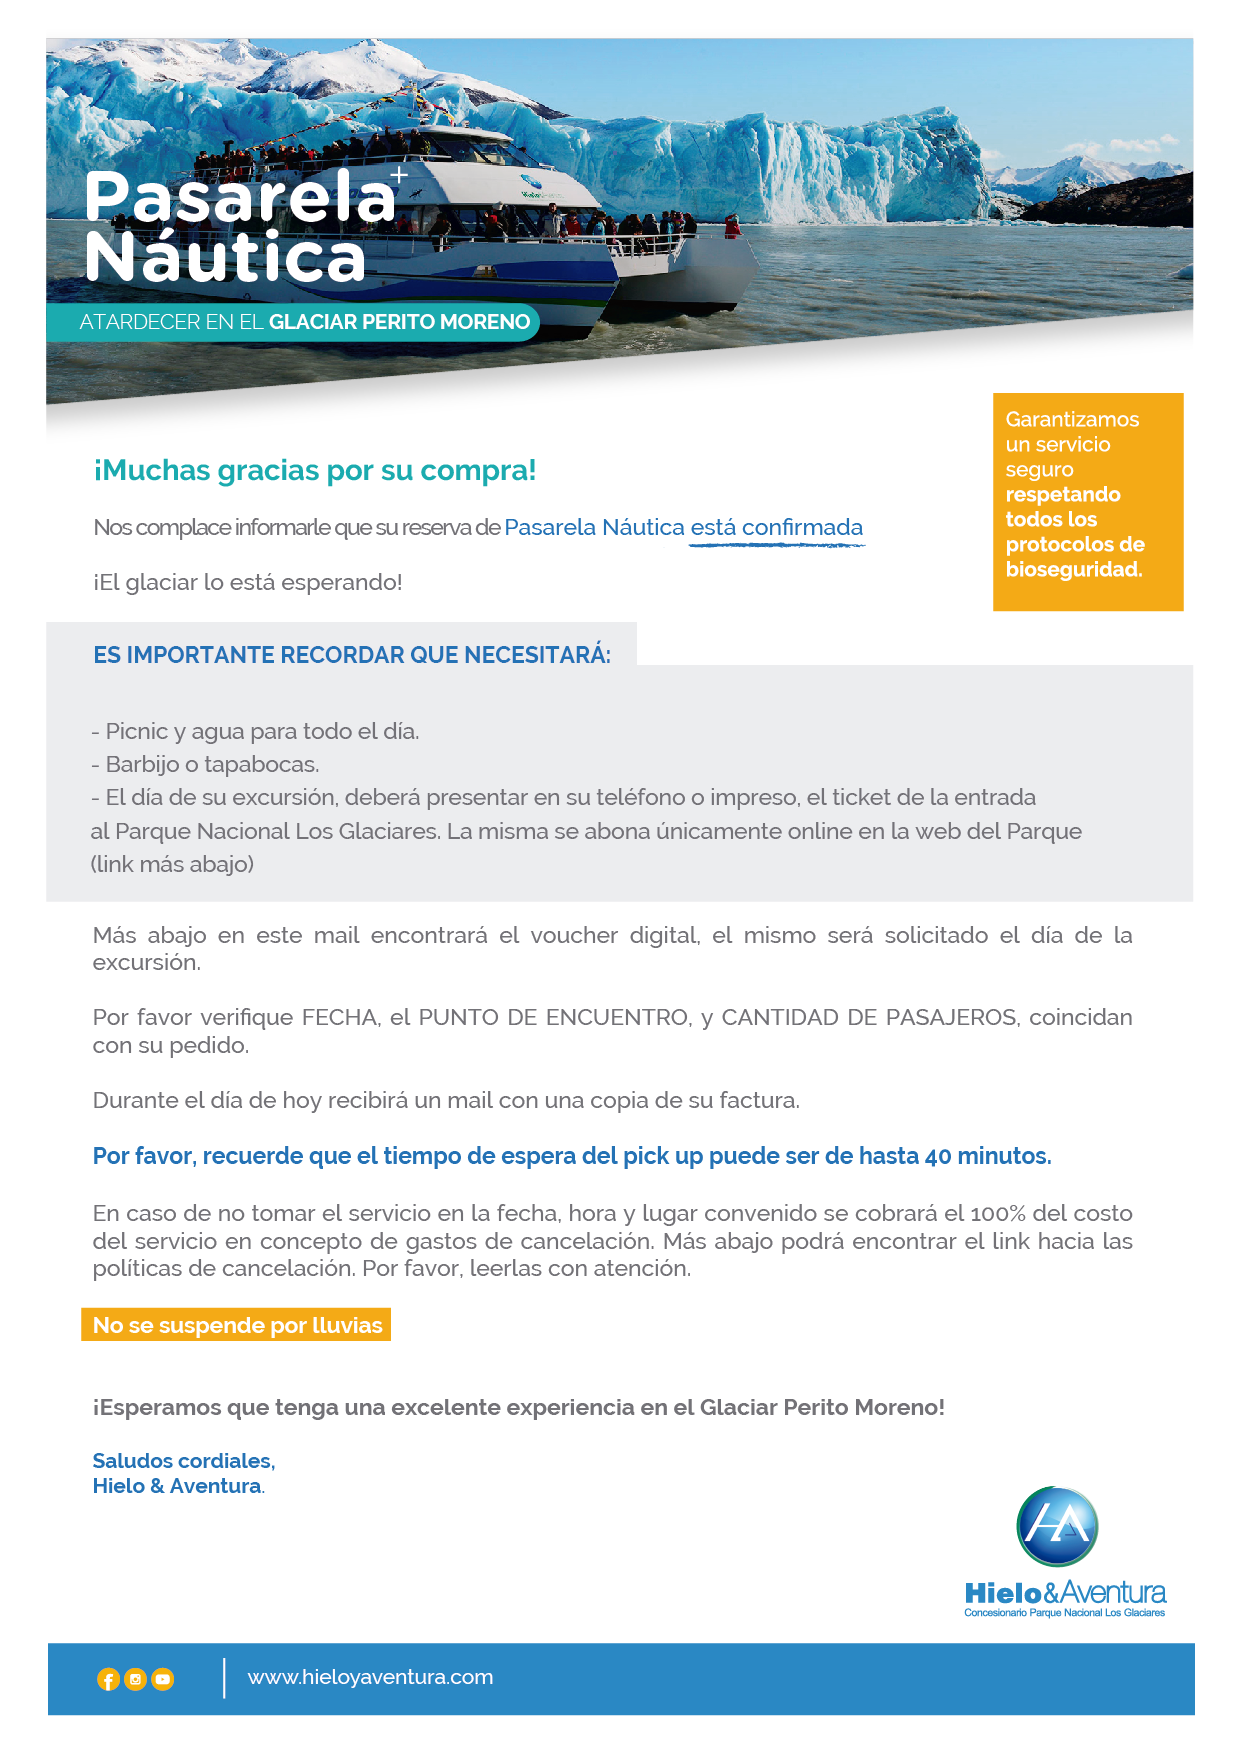 Pasarela+
Náutica
ATARDECER EN EL GLACIAR PERITO MORENO
Garantizamos
un servicio
seguro
respetando
todos los
protocolos de
bioseguridad.
¡Muchas gracias por su compra!
Nos complace informarle que su reserva de Pasarela Náutica está confirmada
¡El glaciar lo está esperando!
ES IMPORTANTE RECORDAR QUE NECESITARÁ:
- Picnic y agua para todo el día.
- Barbijo o tapabocas.
- El día de su excursión, deberá presentar en su teléfono o impreso, el ticket de la entrada
al Parque Nacional Los Glaciares. La misma se abona únicamente online en la web del Parque
(link más abajo)
Más abajo en este mail encontrará el voucher digital, el mismo será solicitado el día de la
excursión.
Por favor verifique FECHA, el PUNTO DE ENCUENTRO, y CANTIDAD DE PASAJEROS, coincidan
con su pedido.
Durante el día de hoy recibirá un mail con una copia de su factura.
Por favor, recuerde que el tiempo de espera del pick up puede ser de hasta 40 minutos.
En caso de no tomar el servicio en la fecha, hora y lugar convenido se cobrará el 100% del costo
del servicio en concepto de gastos de cancelación. Más abajo podrá encontrar el link hacia las
políticas de cancelación. Por favor, leerlas con atención.
No se suspende por lluvias
¡Esperamos que tenga una excelente experiencia en el Glaciar Perito Moreno!
Saludos cordiales,
Hielo & Aventura.
HA
Hielo&Aventura
Concesionario Parque Nacional Los Glaciares
www.hieloyaventura.com